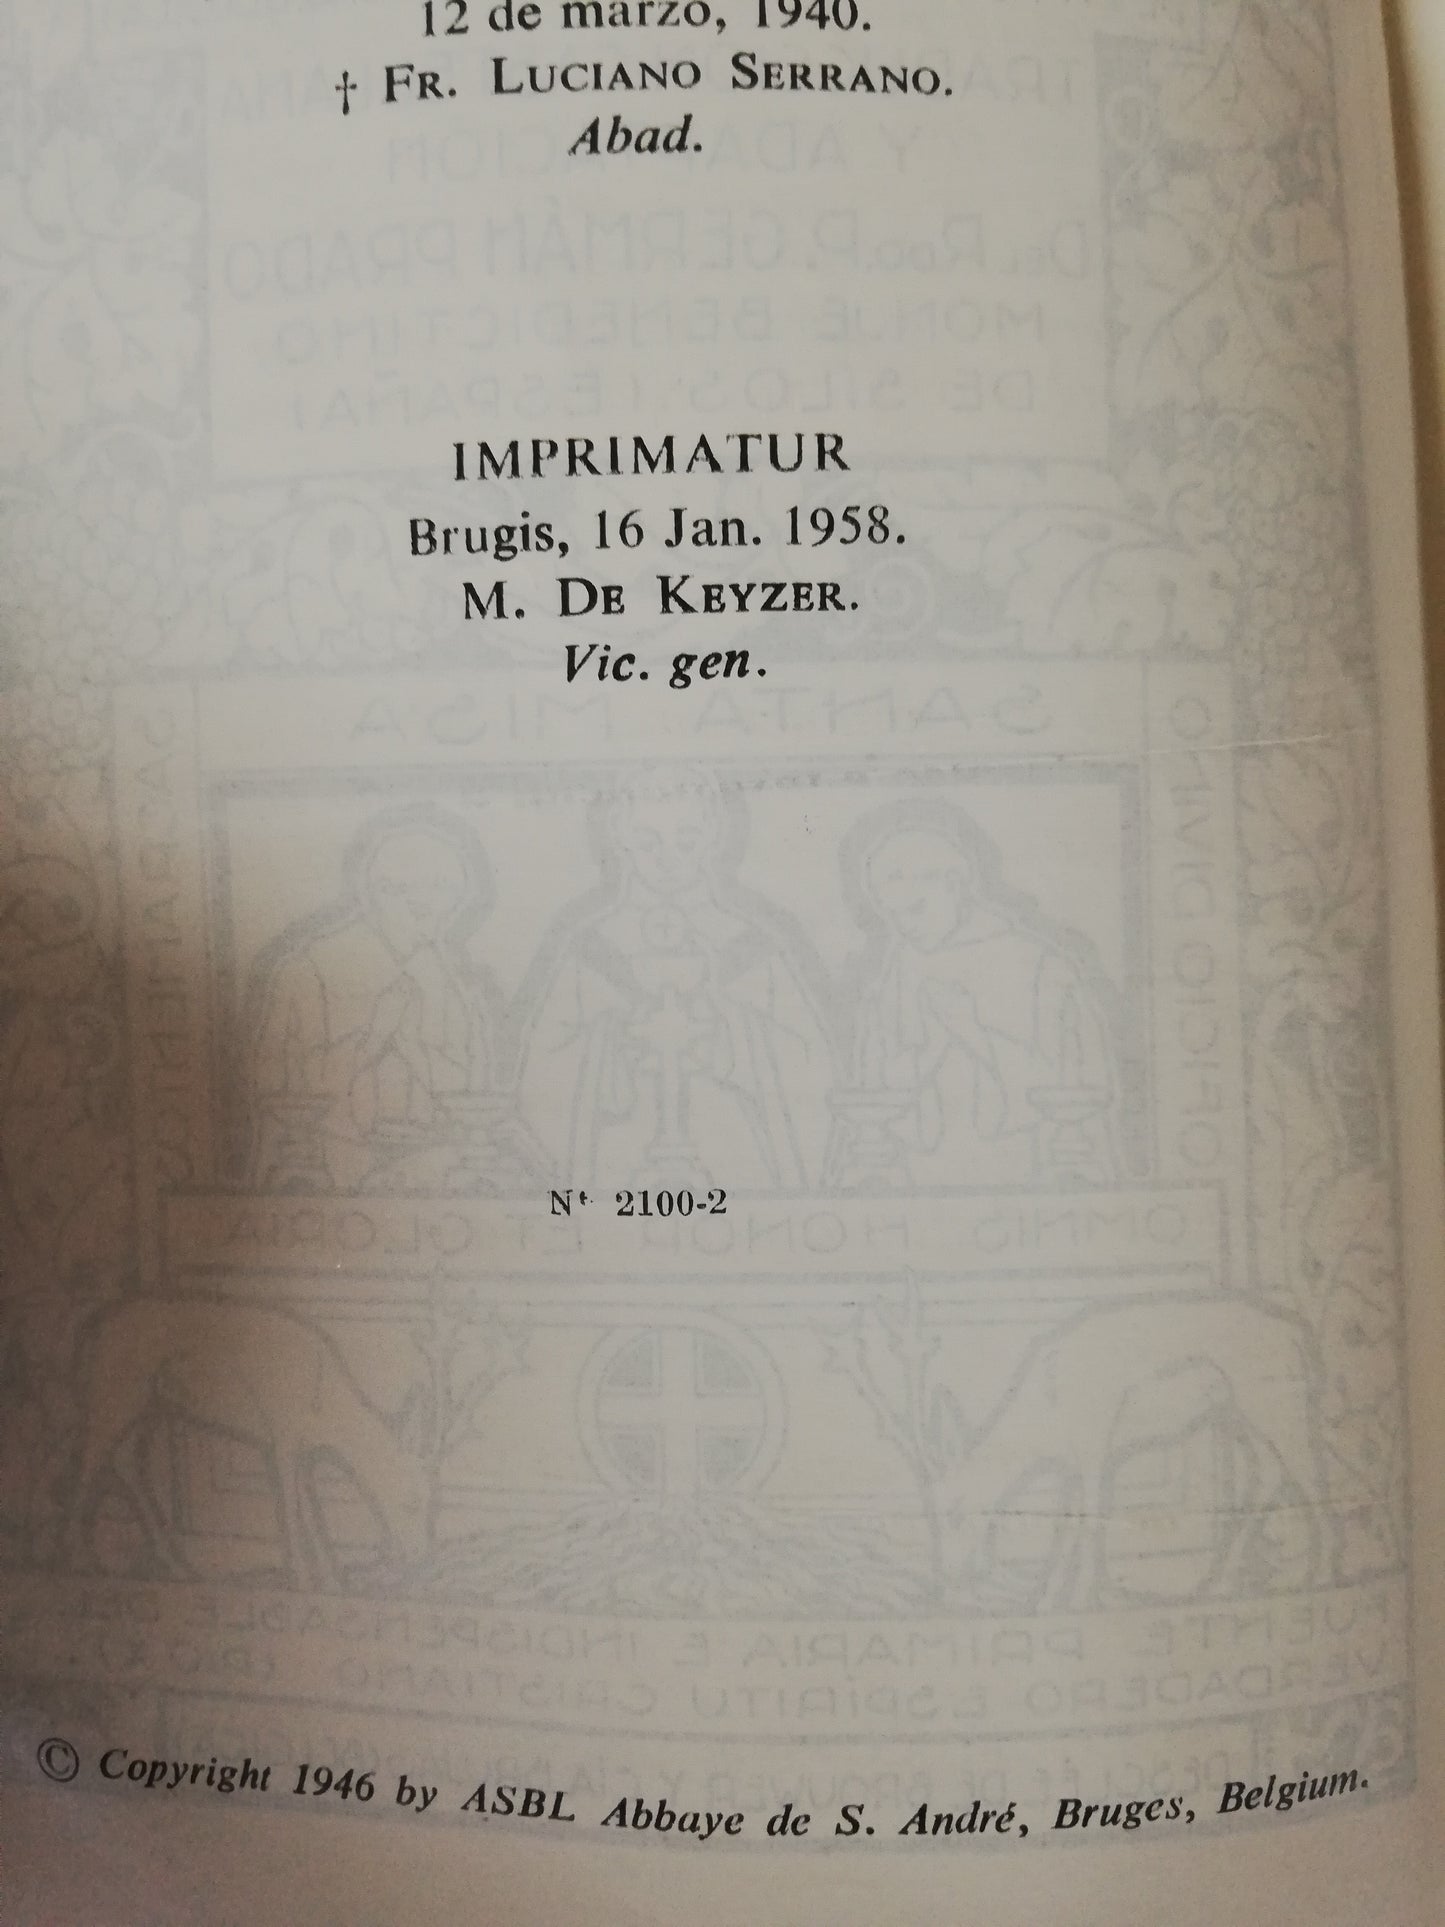 12 de marzo, 1940.
† FR. LUCIANO SERRANO.
Abad.
IMPRIMATUR
Brugis, 16 Jan. 1958.
M. DE KEYZER.
Vic. gen.
Nt. 2100-2
© Copyright 1946 by ASBL Abbaye de S. André, Bruges, Belgium.